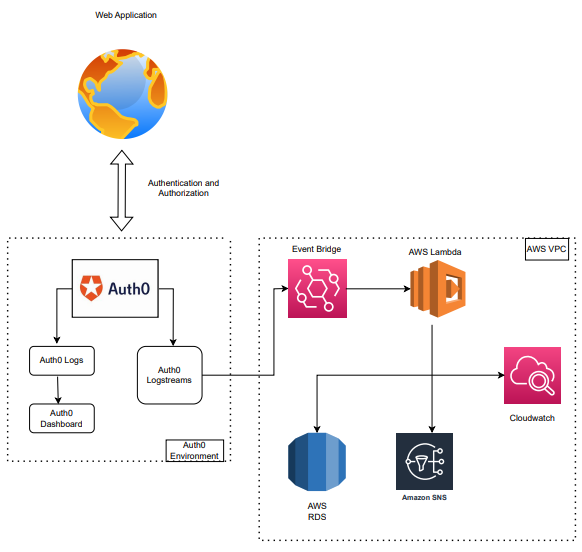 Web Application
Authentication and
Authorization
Event Bridge
AWS Lambda
AWS VPC
Auth0
Auth0 Logs
Auth0
Logstreams
Auth0
Dashboard
Cloudwatch
Auth0
Environment
Amazon SNS
AWS
RDS